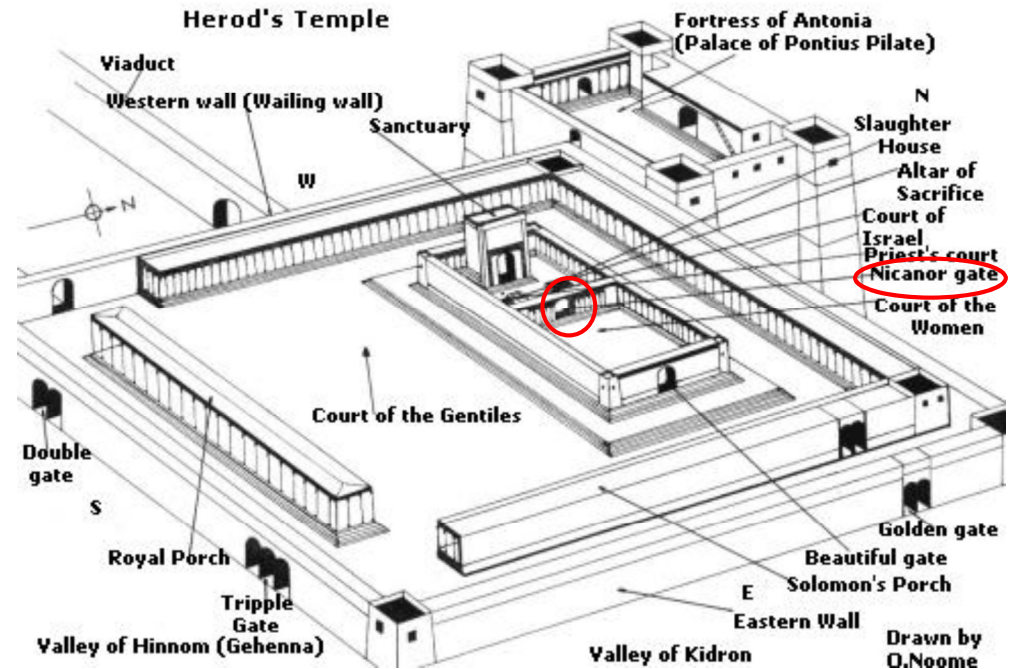 Herod's Temple
Fortress of Antonia
(Palace of Pontius Pilate)
Viaduct
Western wall (Wailing wall)
Sanctuary
N
Slaughter
House
Altar of
Sacrifice
W
N
Court of
Israel
Priest's court
Nicanor gate
Court of the
Women
Court of the Gentiles
Double
gate
S
Royal Porch
Golden gate
Beautiful gate
Solomon's Porch
E
Tripple
Gate
Eastern Wall
Valley of Hinnom (Gehenna)
Valley of Kidron
Drawn by
O.Noome